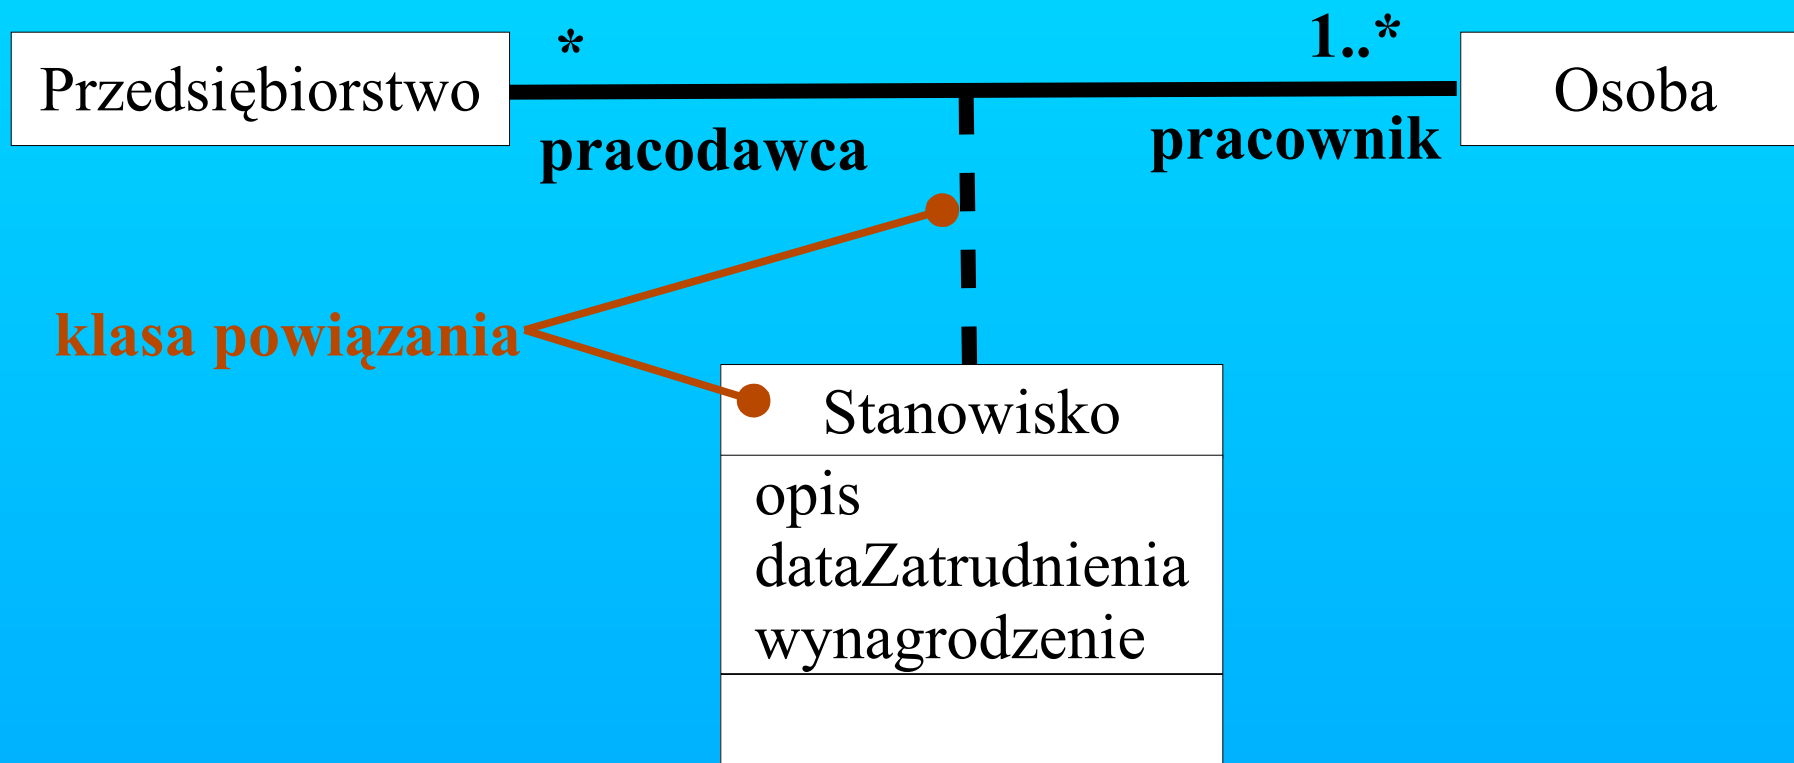 *
1..*
Przedsiębiorstwo
Osoba
pracodawca
pracownik
klasa powiązania
Stanowisko
opis
dataZatrudnienia
wynagrodzenie